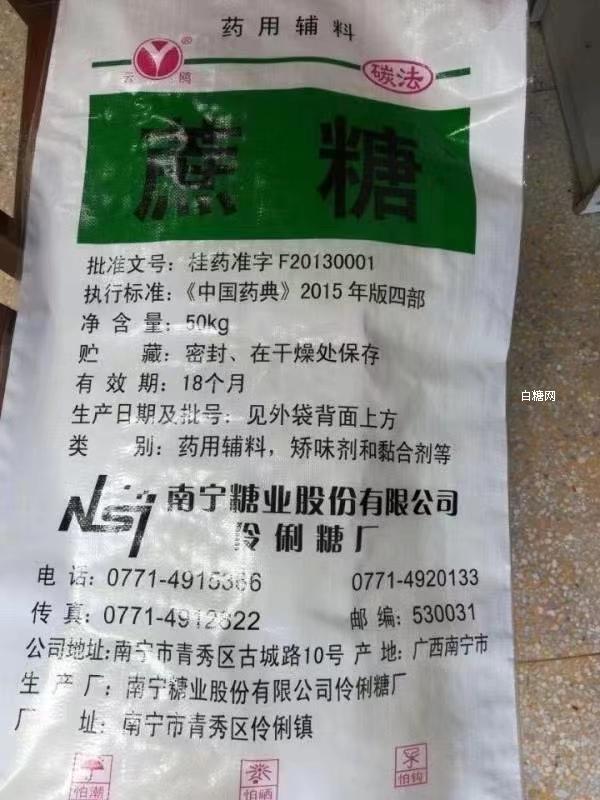 药用辅料
®
云鸥
碳法
蔗糖
批准文号：桂药准字F20130001
执行标准：《中国药典》2015年版四部
净含量：50kg
贮藏：密封、在干燥处保存
有效期：18个月
生产日期及批号：见外袋背面上方
类别：药用辅料，矫味剂和黏合剂等
白糖网
南宁糖业股份有限公司
伶俐糖厂
电话：0771-4915366 0771-4920133
传真：0771-4912822 邮编：530031
公司地址：南宁市青秀区古城路10号 产地：广西南宁市
生产厂：南宁糖业股份有限公司伶俐糖厂
厂址：南宁市青秀区伶俐镇
怕潮 怕晒 怕钩